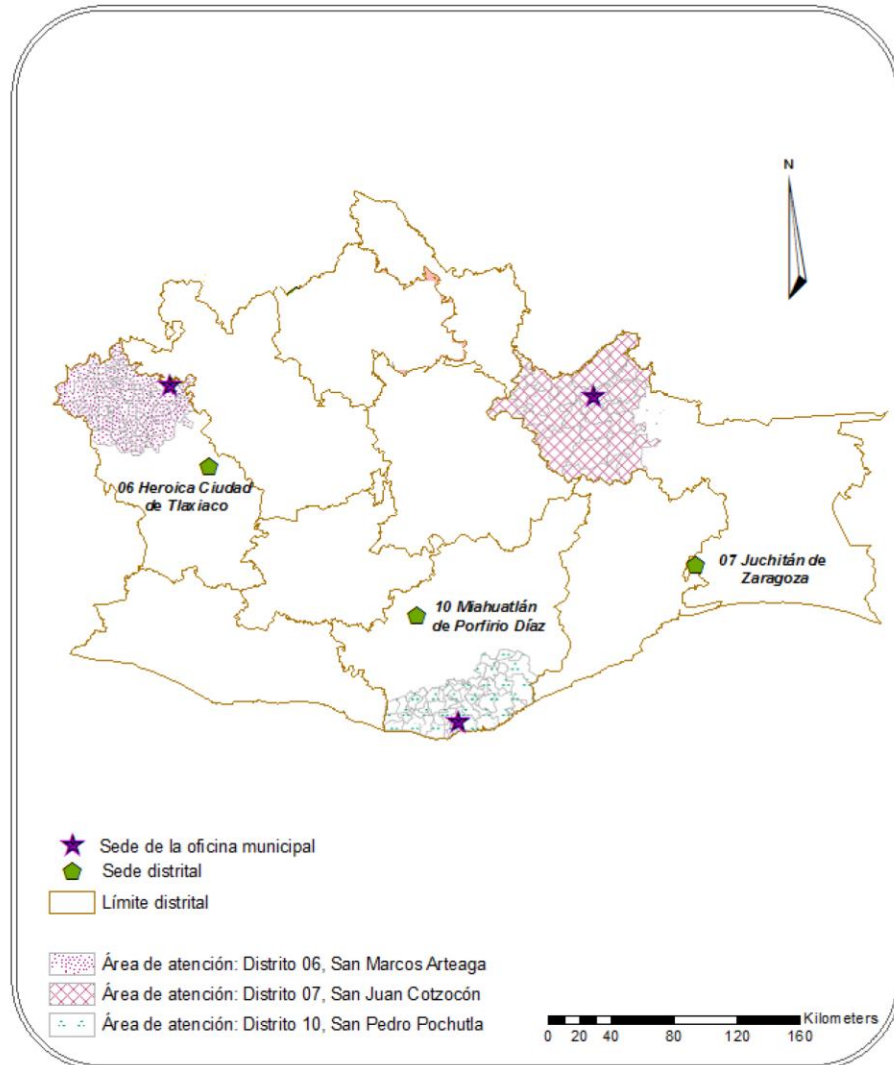 N
06 Heroica Ciudad
de Tlaxiaco
07 Juchitán de
Zaragoza
10 Miahuatlán
de Porfirio Díaz
Sede de la oficina municipal
Sede distrital
Límite distrital
Área de atención: Distrito 06, San Marcos Arteaga
Área de atención: Distrito 07, San Juan Cotzocón
Área de atención: Distrito 10, San Pedro Pochutla
Kilometers
0 20 40 80 120 160